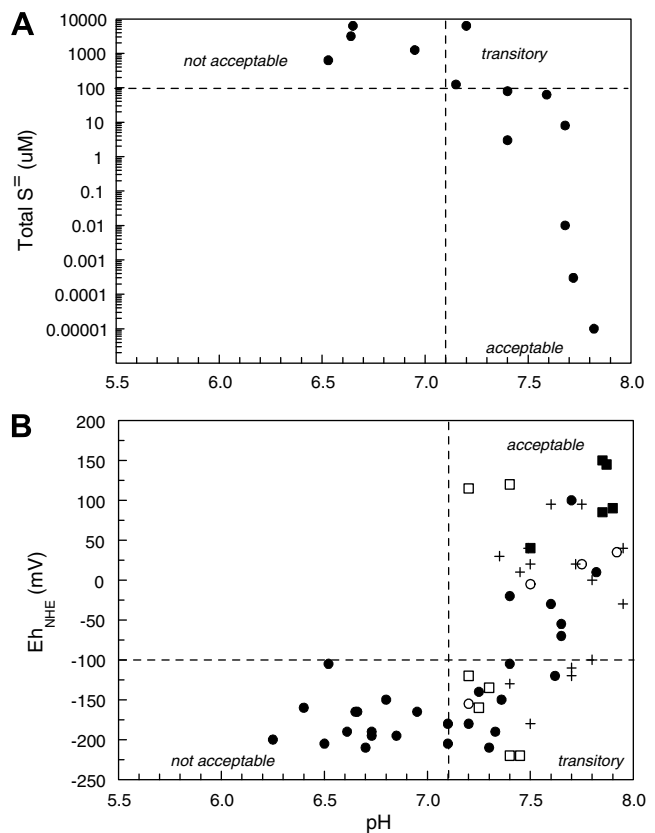 A
10000
1000
100
10
1
0.1
0.01
0.001
0.0001
0.00001
Total S= (uM)
not acceptable
transitory
acceptable
5.5 6.0 6.5 7.0 7.5 8.0
B
200
150
100
50
0
-50
-100
-150
-200
-250
EhNHE (mV)
acceptable
not acceptable
transitory
5.5 6.0 6.5 7.0 7.5 8.0
pH